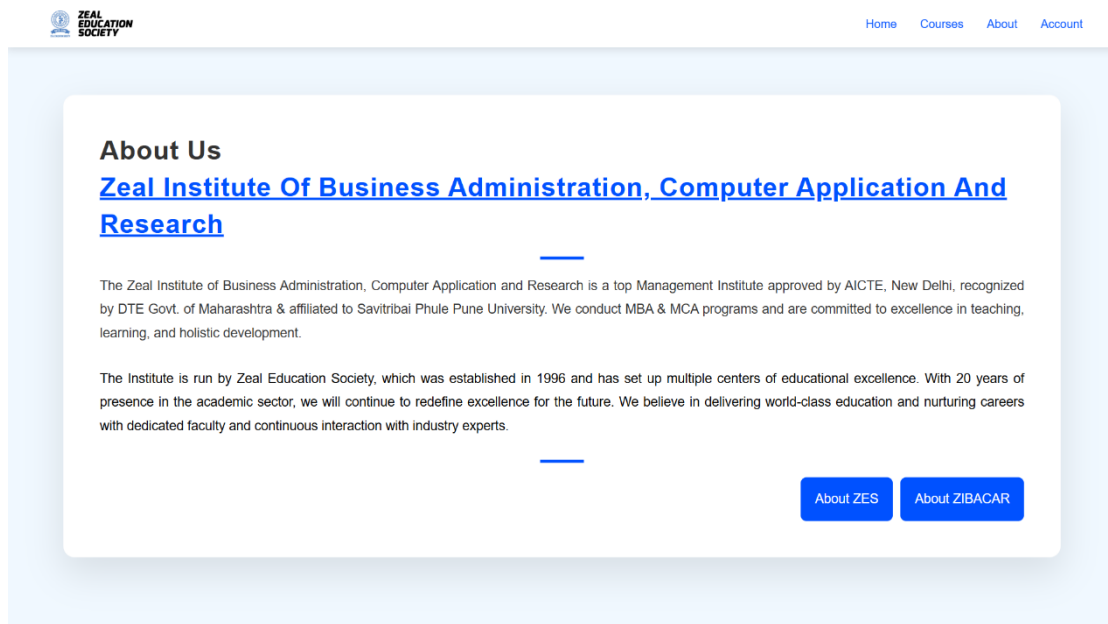 ZEAL
EDUCATION
SOCIETY
Home Courses About Account
About Us
Zeal Institute Of Business Administration, Computer Application And
Research
The Zeal Institute of Business Administration, Computer Application and Research is a top Management Institute approved by AICTE, New Delhi, recognized
by DTE Govt. of Maharashtra & affiliated to Savitribai Phule Pune University. We conduct MBA & MCA programs and are committed to excellence in teaching,
learning, and holistic development.
The Institute is run by Zeal Education Society, which was established in 1996 and has set up multiple centers of educational excellence. With 20 years of
presence in the academic sector, we will continue to redefine excellence for the future. We believe in delivering world-class education and nurturing careers
with dedicated faculty and continuous interaction with industry experts.
About ZES About ZIBACAR